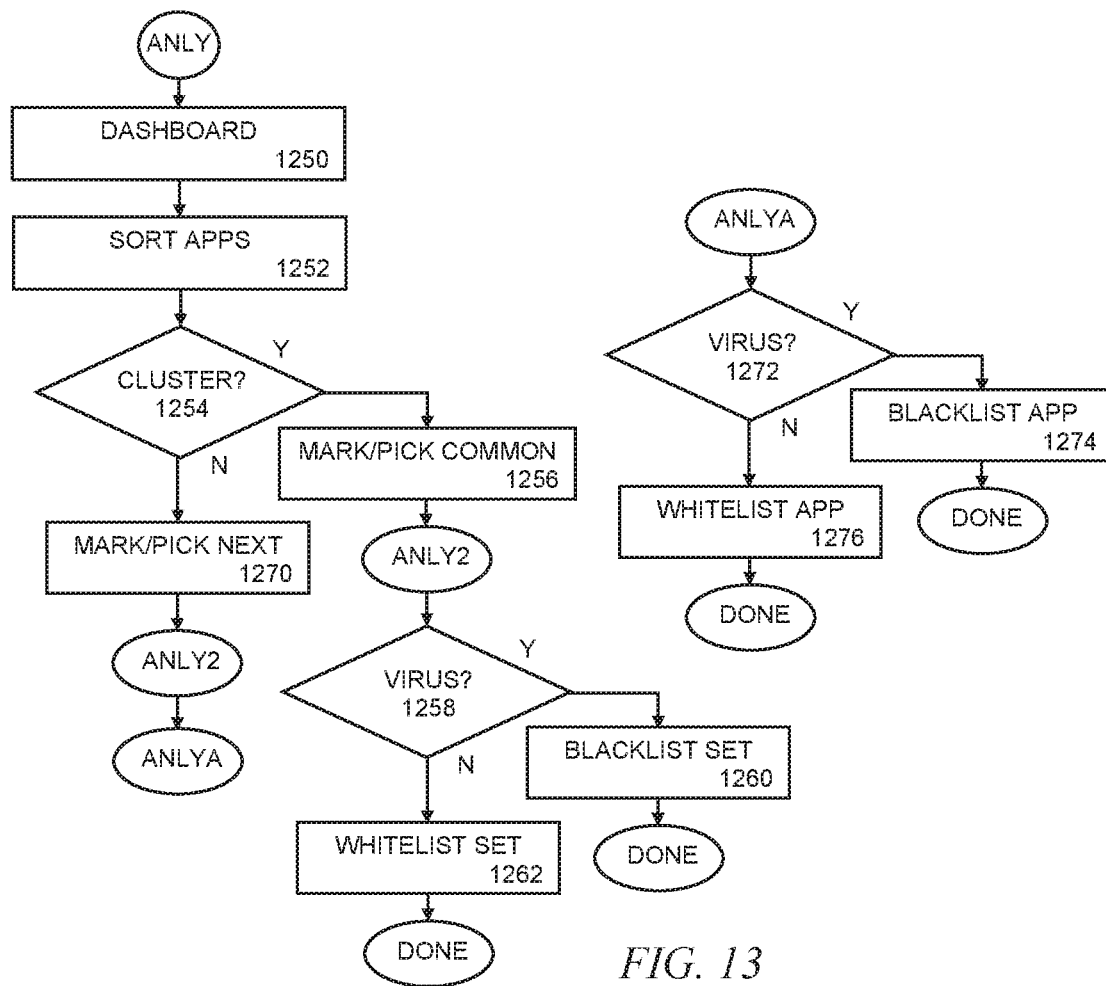 ANLY
DASHBOARD
1250
SORT APPS
1252
CLUSTER?
1254
Y
N
MARK/PICK COMMON
1256
MARK/PICK NEXT
1270
ANLY2
ANLY2
ANLYA
VIRUS?
1258
Y
N
BLACKLIST SET
1260
WHITELIST SET
1262
DONE
DONE
ANLYA
VIRUS?
1272
Y
N
BLACKLIST APP
1274
WHITELIST APP
1276
DONE
DONE
FIG. 13